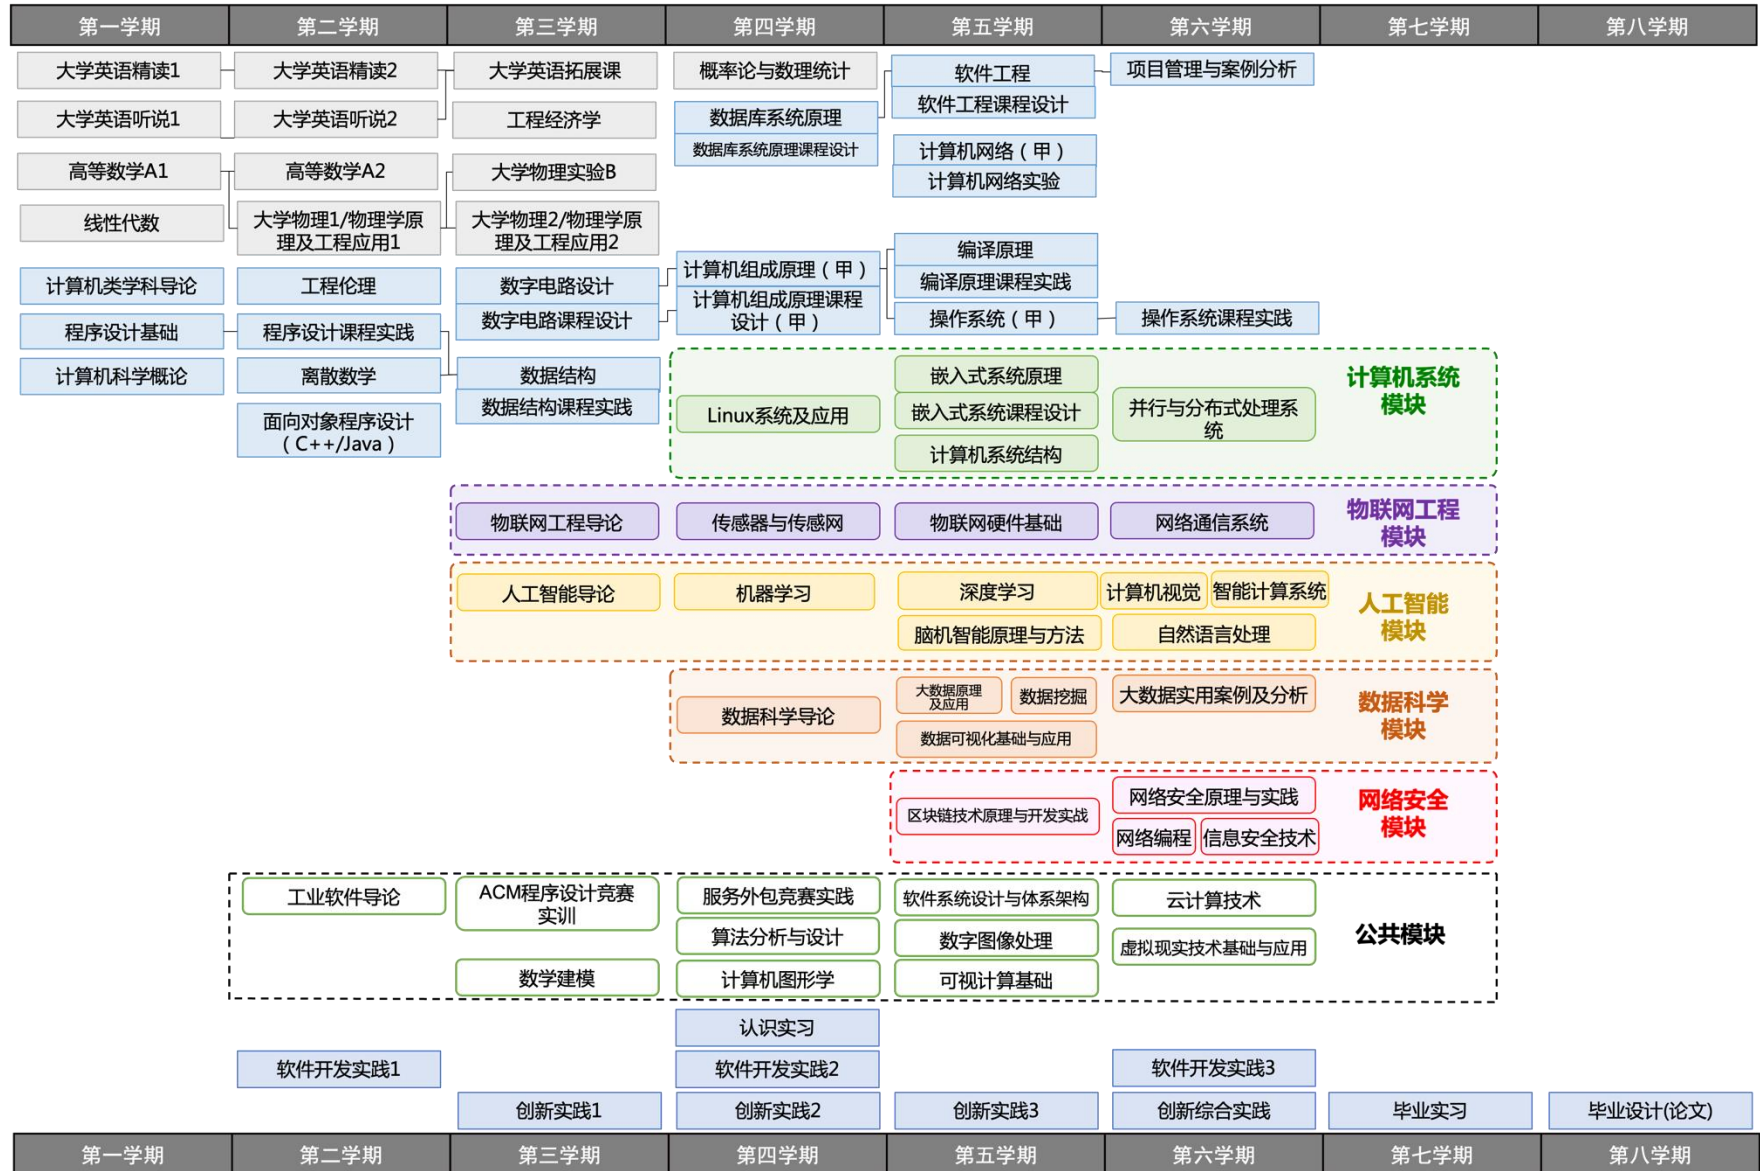 第一学期
第二学期
第三学期
第四学期
第五学期
第六学期
第七学期
第八学期
大学英语精读1
大学英语精读2
大学英语拓展课
概率论与数理统计
软件工程
项目管理与案例分析
软件工程课程设计
大学英语听说1
大学英语听说2
工程经济学
数据库系统原理
数据库系统原理课程设计
计算机网络（甲）
计算机网络实验
高等数学A1
高等数学A2
大学物理实验B
线性代数
大学物理1/物理学原
理及工程应用1
大学物理2/物理学原
理及工程应用2
编译原理
编译原理课程实践
计算机类学科导论
工程伦理
数字电路设计
计算机组成原理（甲）
数字电路课程设计
计算机组成原理课程
设计（甲）
操作系统（甲）
操作系统课程实践
程序设计基础
程序设计课程实践
计算机科学概论
离散数学
数据结构
数据结构课程实践
面向对象程序设计
（C++/Java）
Linux系统及应用
嵌入式系统原理
嵌入式系统课程设计
计算机系统结构
并行与分布式处理系
统
计算机系统
模块
物联网工程导论
传感器与传感网
物联网硬件基础
网络通信系统
物联网工程
模块
人工智能导论
机器学习
深度学习
计算机视觉
智能计算系统
脑机智能原理与方法
自然语言处理
人工智能
模块
数据科学导论
大数据原理
及应用
数据挖掘
大数据实用案例及分析
数据可视化基础与应用
数据科学
模块
区块链技术原理与开发实战
网络安全原理与实践
网络编程
信息安全技术
网络安全
模块
工业软件导论
ACM程序设计竞赛
实训
服务外包竞赛实践
软件系统设计与体系架构
云计算技术
算法分析与设计
数字图像处理
虚拟现实技术基础与应用
数学建模
计算机图形学
可视计算基础
公共模块
认识实习
软件开发实践1
软件开发实践2
软件开发实践3
创新实践1
创新实践2
创新实践3
创新综合实践
毕业实习
毕业设计(论文)
第一学期
第二学期
第三学期
第四学期
第五学期
第六学期
第七学期
第八学期